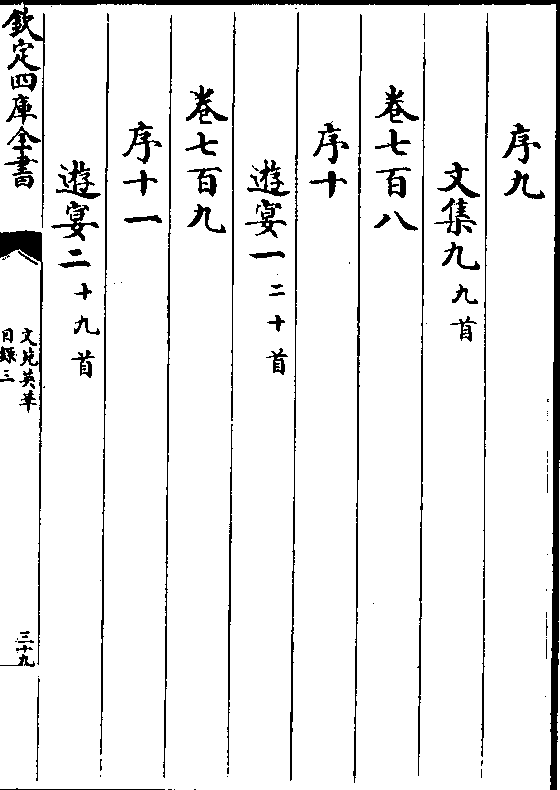 序九
文集九九首
卷七百八
序十
遊宴一二十首
卷七百九
序十一
遊宴二十九首
欽定四庫全書
文苑英華
目録三
三十九